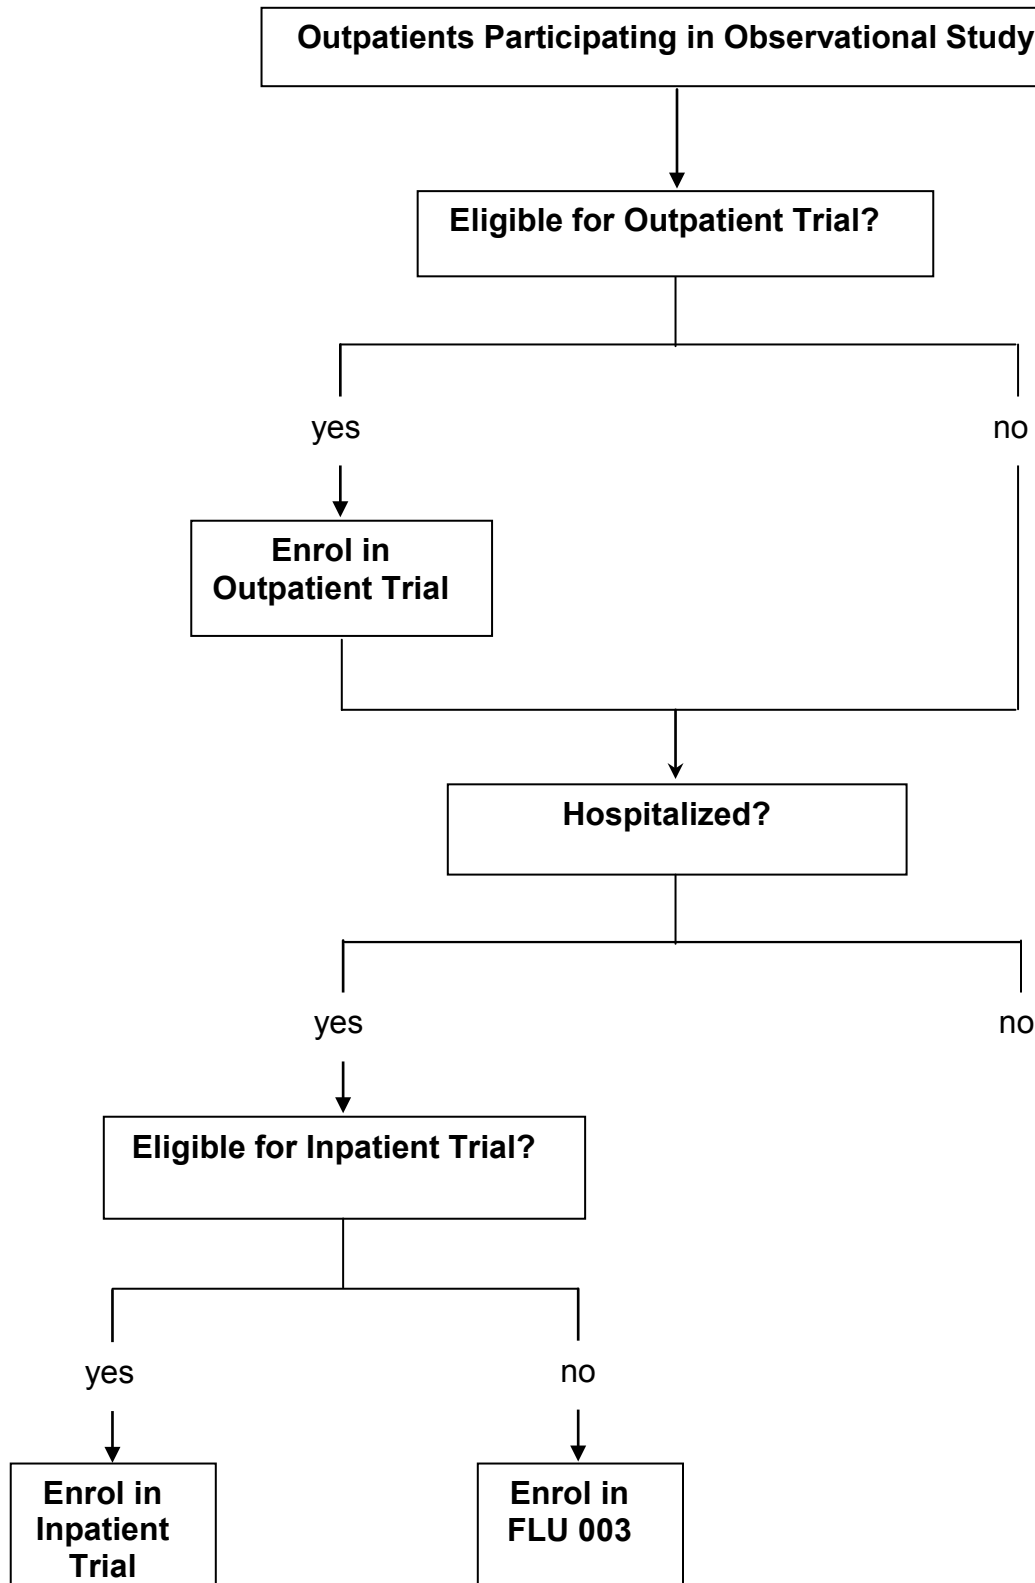 Outpatients Participating in Observational Study
Eligible for Outpatient Trial?
yes
no
Enrol in
Outpatient Trial
Hospitalized?
yes
no
Eligible for Inpatient Trial?
yes
no
Enrol in
Inpatient
Trial
Enrol in
FLU 003